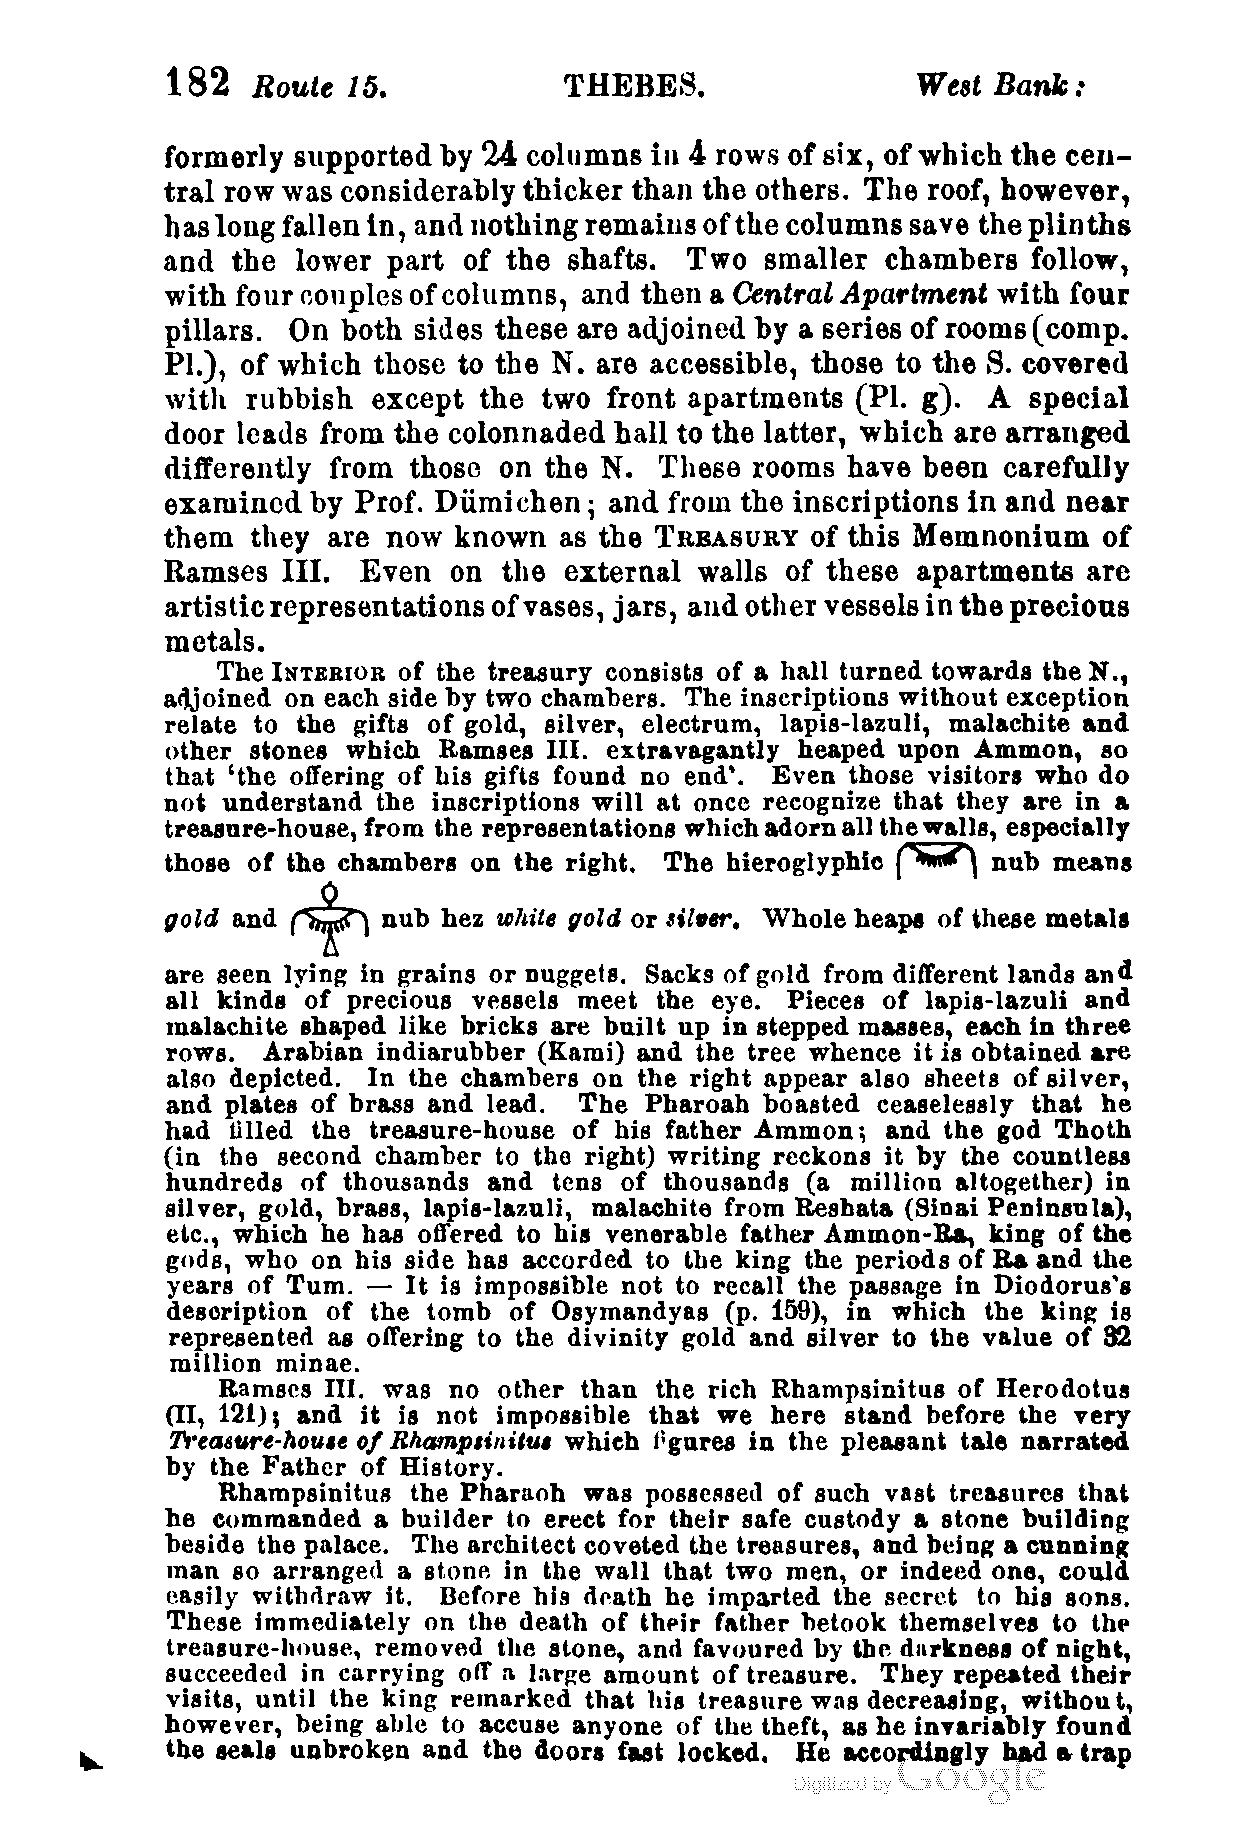 182 Route 15. THEBES. West Bank:
formerly supported by 24 columns in 4 rows of six, of which the cen-
tral row was considerably thicker than the others. The roof, however,
has long fallen in, and nothing remains of the columns save the plinths
and the lower part of the shafts. Two smaller chambers follow,
with four couples of columns, and then a Central Apartment with four
pillars. On both sides these are adjoined by a series of rooms (comp.
Pl.), of which those to the N. are accessible, those to the S. covered
with rubbish except the two front apartments (Pl. g). A special
door leads from the colonnaded hall to the latter, which are arranged
differently from those on the N. These rooms have been carefully
examined by Prof. Dümichen; and from the inscriptions in and near
them they are now known as the TREASURY of this Memnonium of
Ramses III. Even on the external walls of these apartments are
artistic representations of vases, jars, and other vessels in the precious
metals.
The INTERIOR of the treasury consists of a hall turned towards the N.,
adjoined on each side by two chambers. The inscriptions without exception
relate to the gifts of gold, silver, electrum, lapis-lazuli, malachite and
other stones which Ramses III. extravagantly heaped upon Ammon, so
that 'the offering of his gifts found no end'. Even those visitors who do
not understand the inscriptions will at once recognize that they are in a
treasure-house, from the representations which adorn all the walls, especially
those of the chambers on the right. The hieroglyphic nub means
gold and nub hez white gold or silver. Whole heaps of these metals
are seen lying in grains or nuggets. Sacks of gold from different lands and
all kinds of precious vessels meet the eye. Pieces of lapis-lazuli and
malachite shaped like bricks are built up in stepped masses, each in three
rows. Arabian indiarubber (Kami) and the tree whence it is obtained are
also depicted. In the chambers on the right appear also sheets of silver,
and plates of brass and lead. The Pharoah boasted ceaselessly that he
had filled the treasure-house of his father Ammon; and the god Thoth
(in the second chamber to the right) writing reckons it by the countless
hundreds of thousands and tens of thousands (a million altogether) in
silver, gold, brass, lapis-lazuli, malachite from Reshata (Sinai Peninsula),
etc., which he has offered to his venerable father Ammon-Ra, king of the
gods, who on his side has accorded to the king the periods of Ra and the
years of Tum. — It is impossible not to recall the passage in Diodorus's
description of the tomb of Osymandyas (p. 159), in which the king is
represented as offering to the divinity gold and silver to the value of 32
million minae.
Ramses III. was no other than the rich Rhampsinitus of Herodotus
(II, 121); and it is not impossible that we here stand before the very
Treasure-house of Rhampsinitus which figures in the pleasant tale narrated
by the Father of History.
Rhampsinitus the Pharaoh was possessed of such vast treasures that
he commanded a builder to erect for their safe custody a stone building
beside the palace. The architect coveted the treasures, and being a cunning
man so arranged a stone in the wall that two men, or indeed one, could
easily withdraw it. Before his death he imparted the secret to his sons.
These immediately on the death of their father betook themselves to the
treasure-house, removed the stone, and favoured by the darkness of night,
succeeded in carrying off a large amount of treasure. They repeated their
visits, until the king remarked that his treasure was decreasing, without,
however, being able to accuse anyone of the theft, as he invariably found
the seals unbroken and the doors fast locked. He accordingly had a trap
Digitized by Google